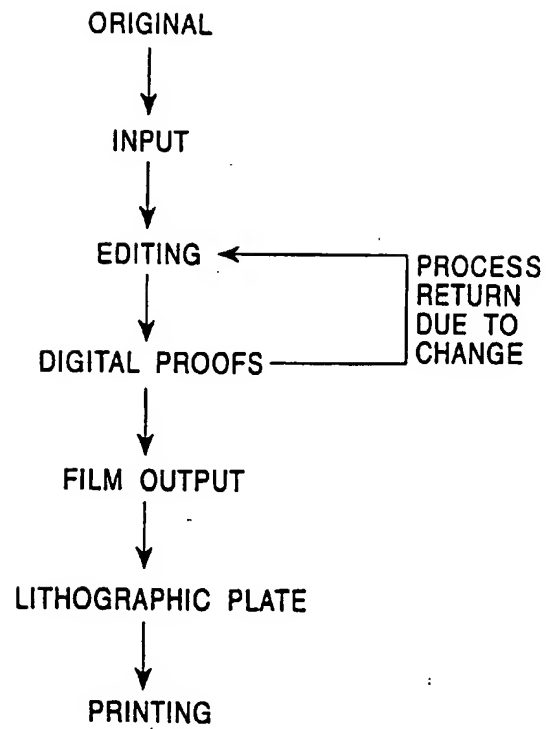 ORIGINAL
INPUT
EDITING
PROCESS
RETURN
DUE TO
CHANGE
DIGITAL PROOFS
FILM OUTPUT
LITHOGRAPHIC PLATE
PRINTING